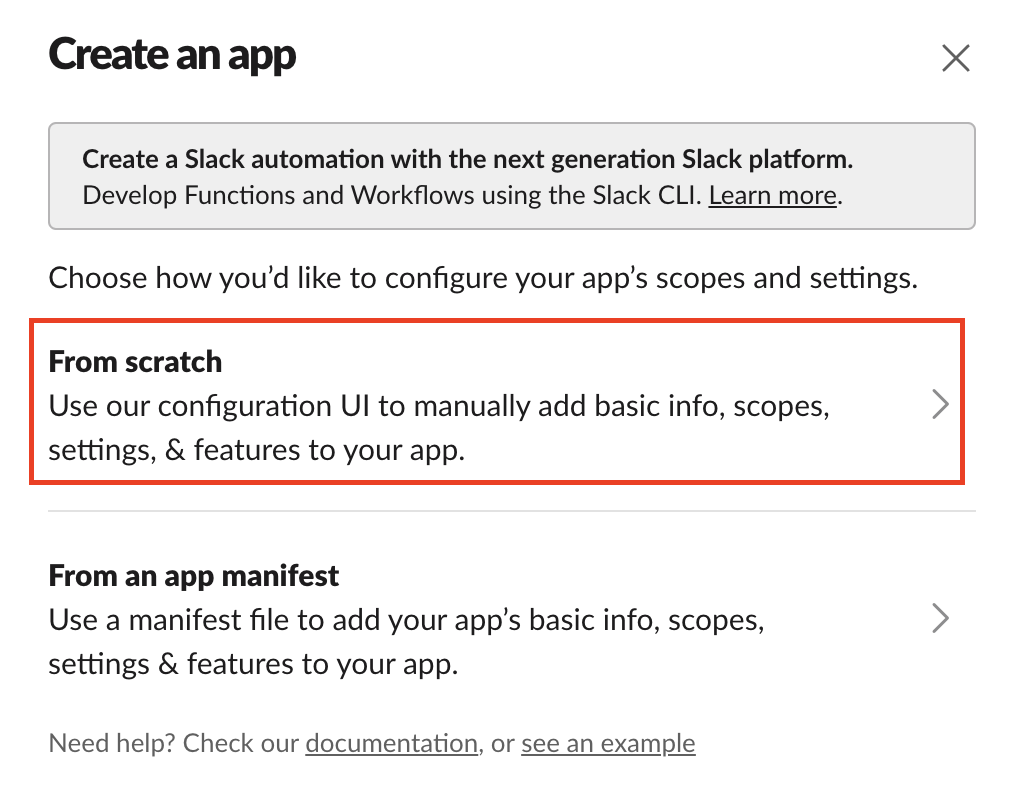 Create an app
Create a Slack automation with the next generation Slack platform.
Develop Functions and Workflows using the Slack CLI. Learn more.
Choose how you’d like to configure your app’s scopes and settings.
From scratch
Use our configuration UI to manually add basic info, scopes,
settings, & features to your app.
From an app manifest
Use a manifest file to add your app’s basic info, scopes,
settings & features to your app.
Need help? Check our documentation, or see an example